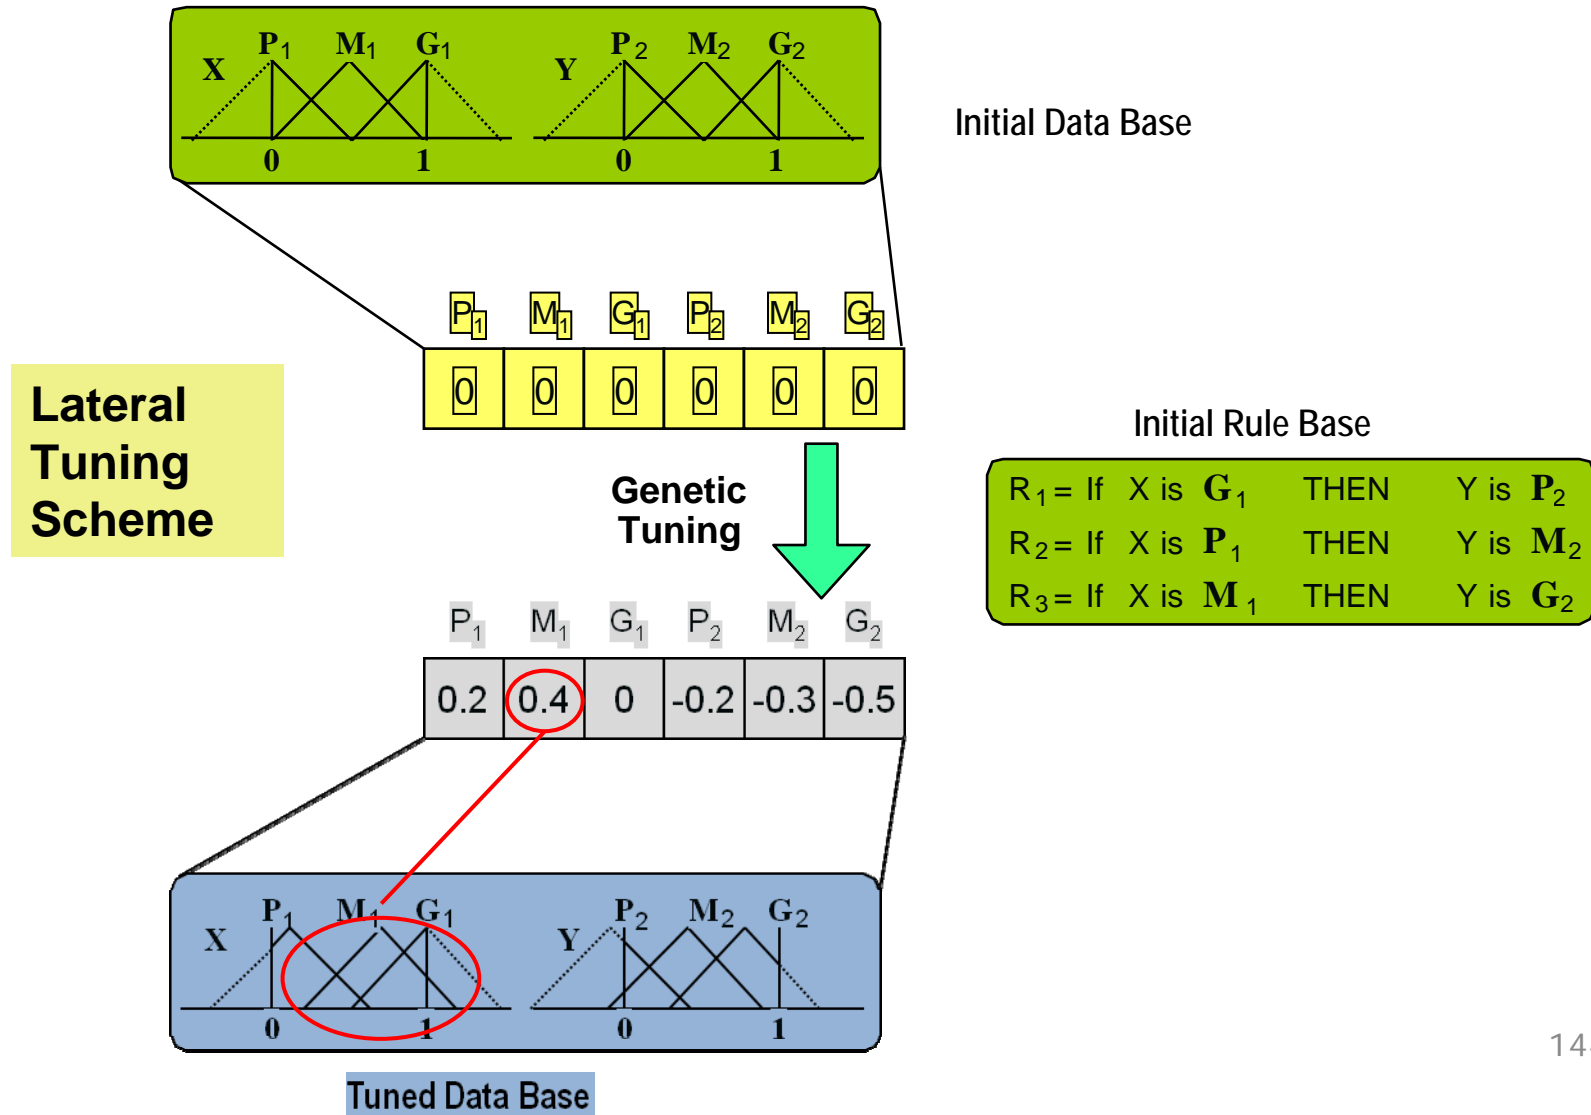 P1 M1 G1 P2 M2 G2
X Y
0 1 0 1
Initial Data Base
P1 M1 G1 P2 M2 G2
0 0 0 0 0 0
Lateral
Tuning
Scheme
Genetic
Tuning
Initial Rule Base
R1 = If X is G1 THEN Y is P2
R2 = If X is P1 THEN Y is M2
R3 = If X is M1 THEN Y is G2
P1 M1 G1 P2 M2 G2
0.2 0.4 0 -0.2 -0.3 -0.5
P1 M1 G1 P2 M2 G2
X Y
0 1 0 1
Tuned Data Base